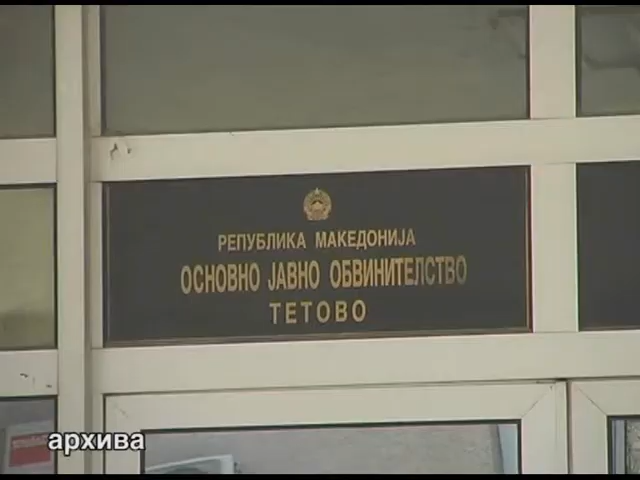 РЕПУБЛИКА МАКЕДОНИЈА
ОСНОВНО ЈАВНО ОБВИНИТЕЛСТВО
ТЕТОВО
архива